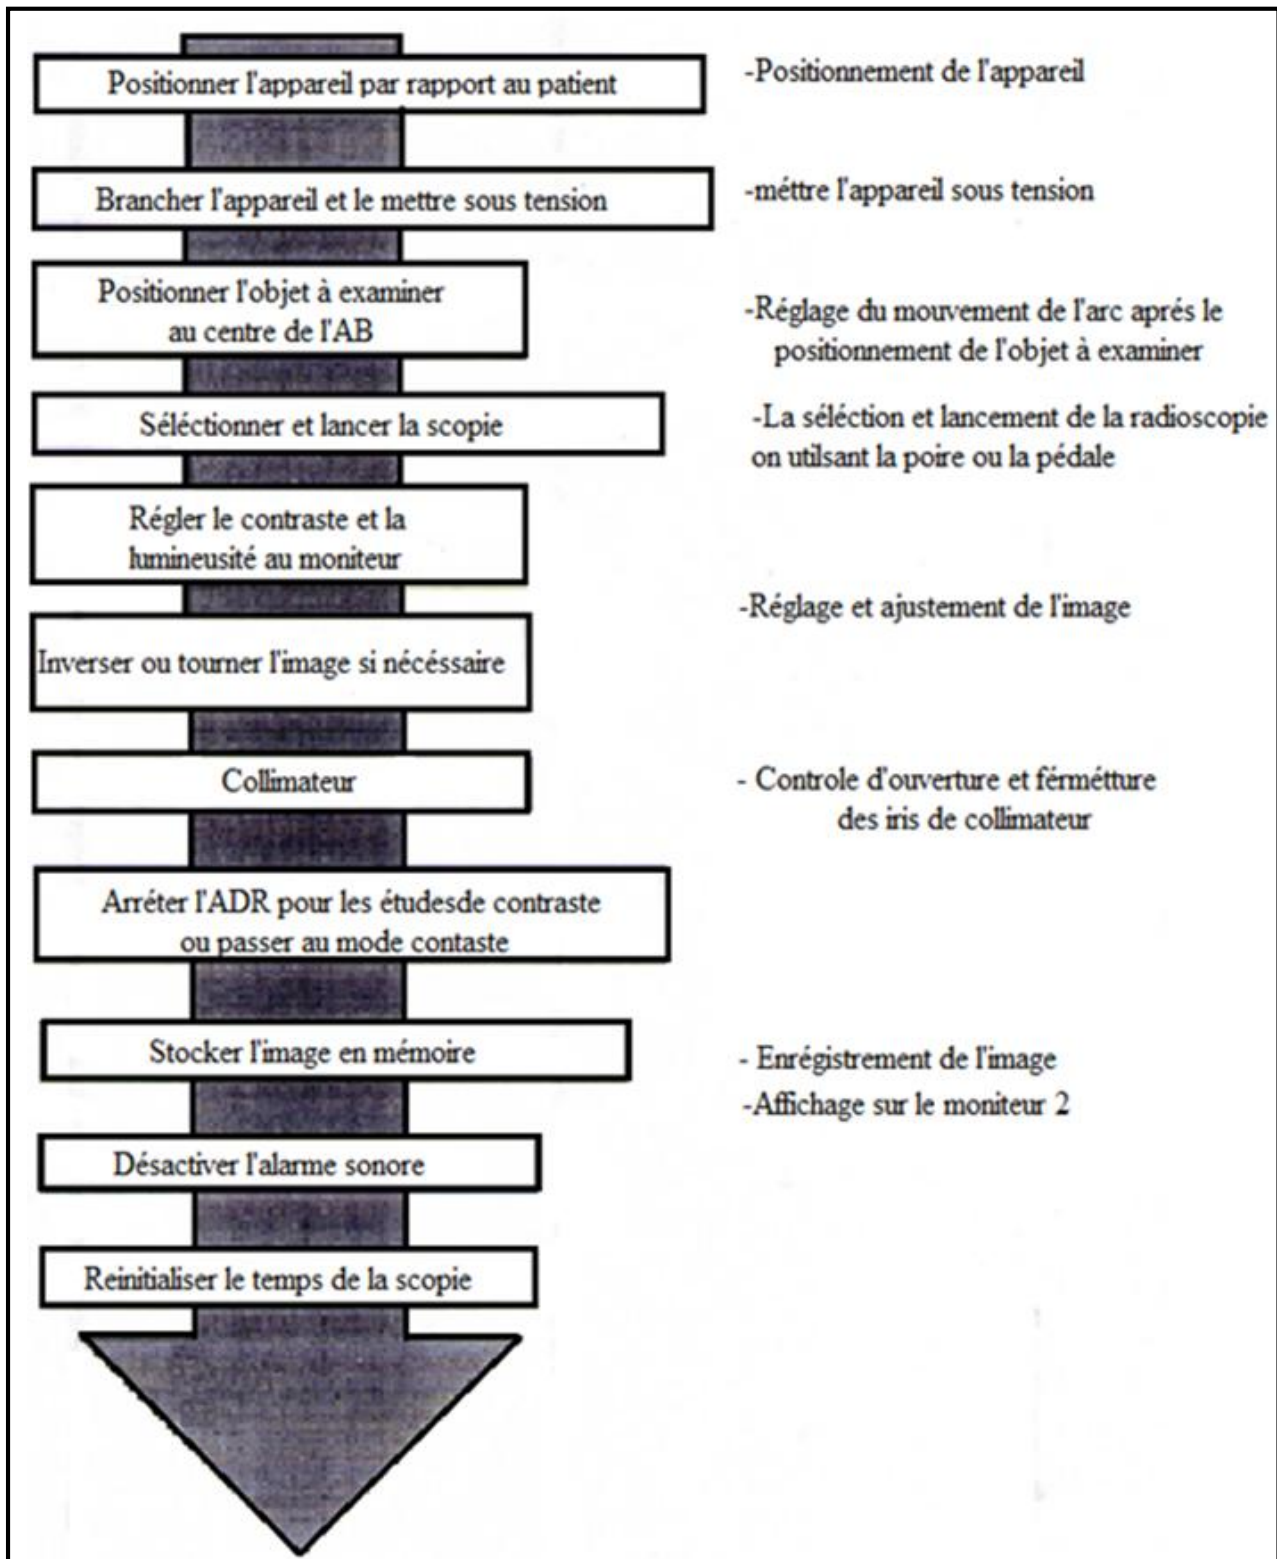 Positionner l'appareil par rapport au patient
-Positionnement de l'appareil
Brancher l'appareil et le mettre sous tension
-méttre l'appareil sous tension
Positionner l'objet à examiner
au centre de l'AB
-Réglage du mouvement de l'arc aprés le
positionnement de l'objet à examiner
Séléctionner et lancer la scopie
-La séléction et lancement de la radioscopie
on utilsant la poire ou la pédale
Régler le contraste et la
lumineusité au moniteur
-Réglage et ajustement de l'image
Inverser ou tourner l'image si nécéssaire
Collimateur
- Controle d'ouverture et férmétture
des iris de collimateur
Arréter l'ADR pour les étudesde contraste
ou passer au mode contaste
Stocker l'image en mémoire
- Enrégistrement de l'image
-Affichage sur le moniteur 2
Désactiver l'alarme sonore
Reinitialiser le temps de la scopie